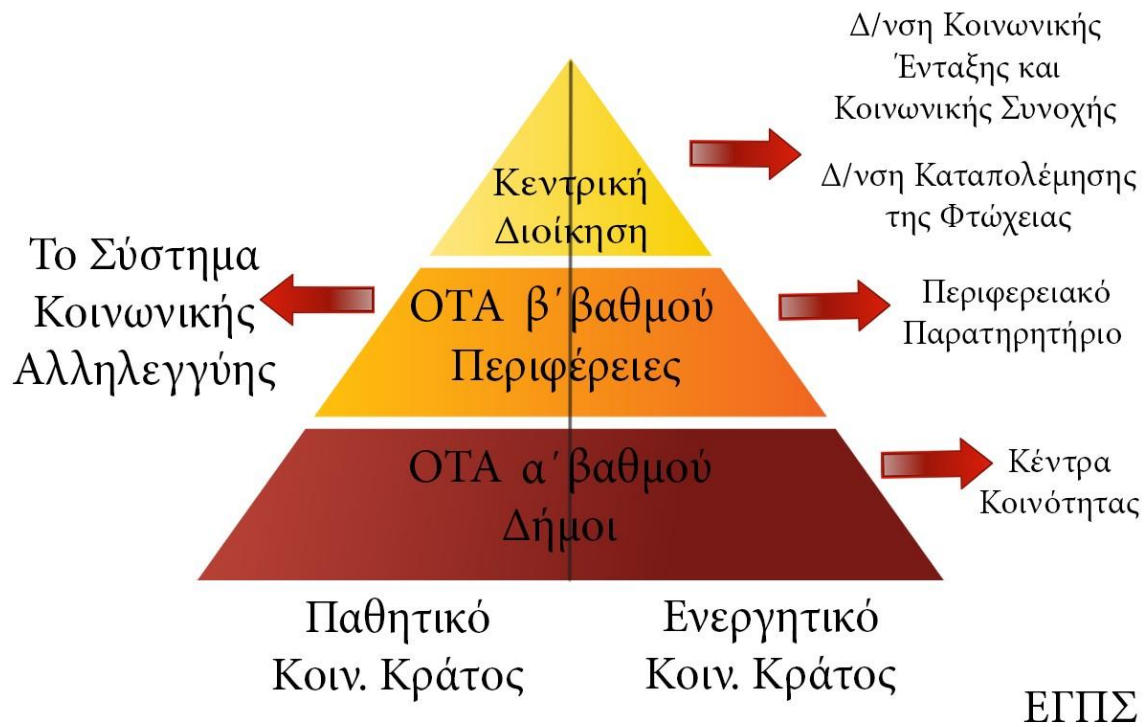 Δ/νση Κοινωνικής
Ένταξης και
Κοινωνικής Συνοχής
Δ/νση Καταπολέμησης
της Φτώχειας
Κεντρική
Διοίκηση
Το Σύστημα
Κοινωνικής
Αλληλεγγύης
ΟΤΑ β΄ βαθμού
Περιφέρειες
Περιφερειακό
Παρατηρητήριο
ΟΤΑ α΄ βαθμού
Δήμοι
Κέντρα
Κοινότητας
Παθητικό
Κοιν. Κράτος
Ενεργητικό
Κοιν. Κράτος
ΕΓΠΣ